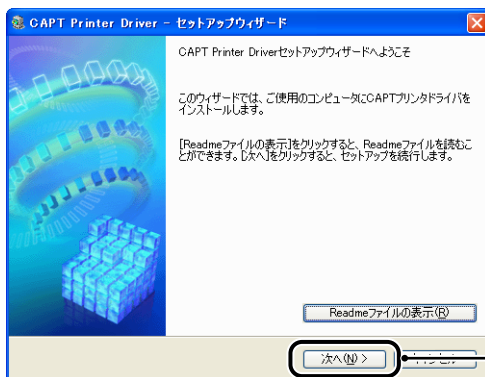 CAPT Printer Driver - セットアップウィザード
CAPT Printer Driverセットアップウィザードへようこそ
このウィザードでは、ご使用のコンピュータにCAPTプリンタドライバを
インストールします。
[Readmeファイルの表示]をクリックすると、Readmeファイルを読むこ
とができます。[次へ]をクリックすると、セットアップを続行します。
Readmeファイルの表示(R)
次へ(N) >